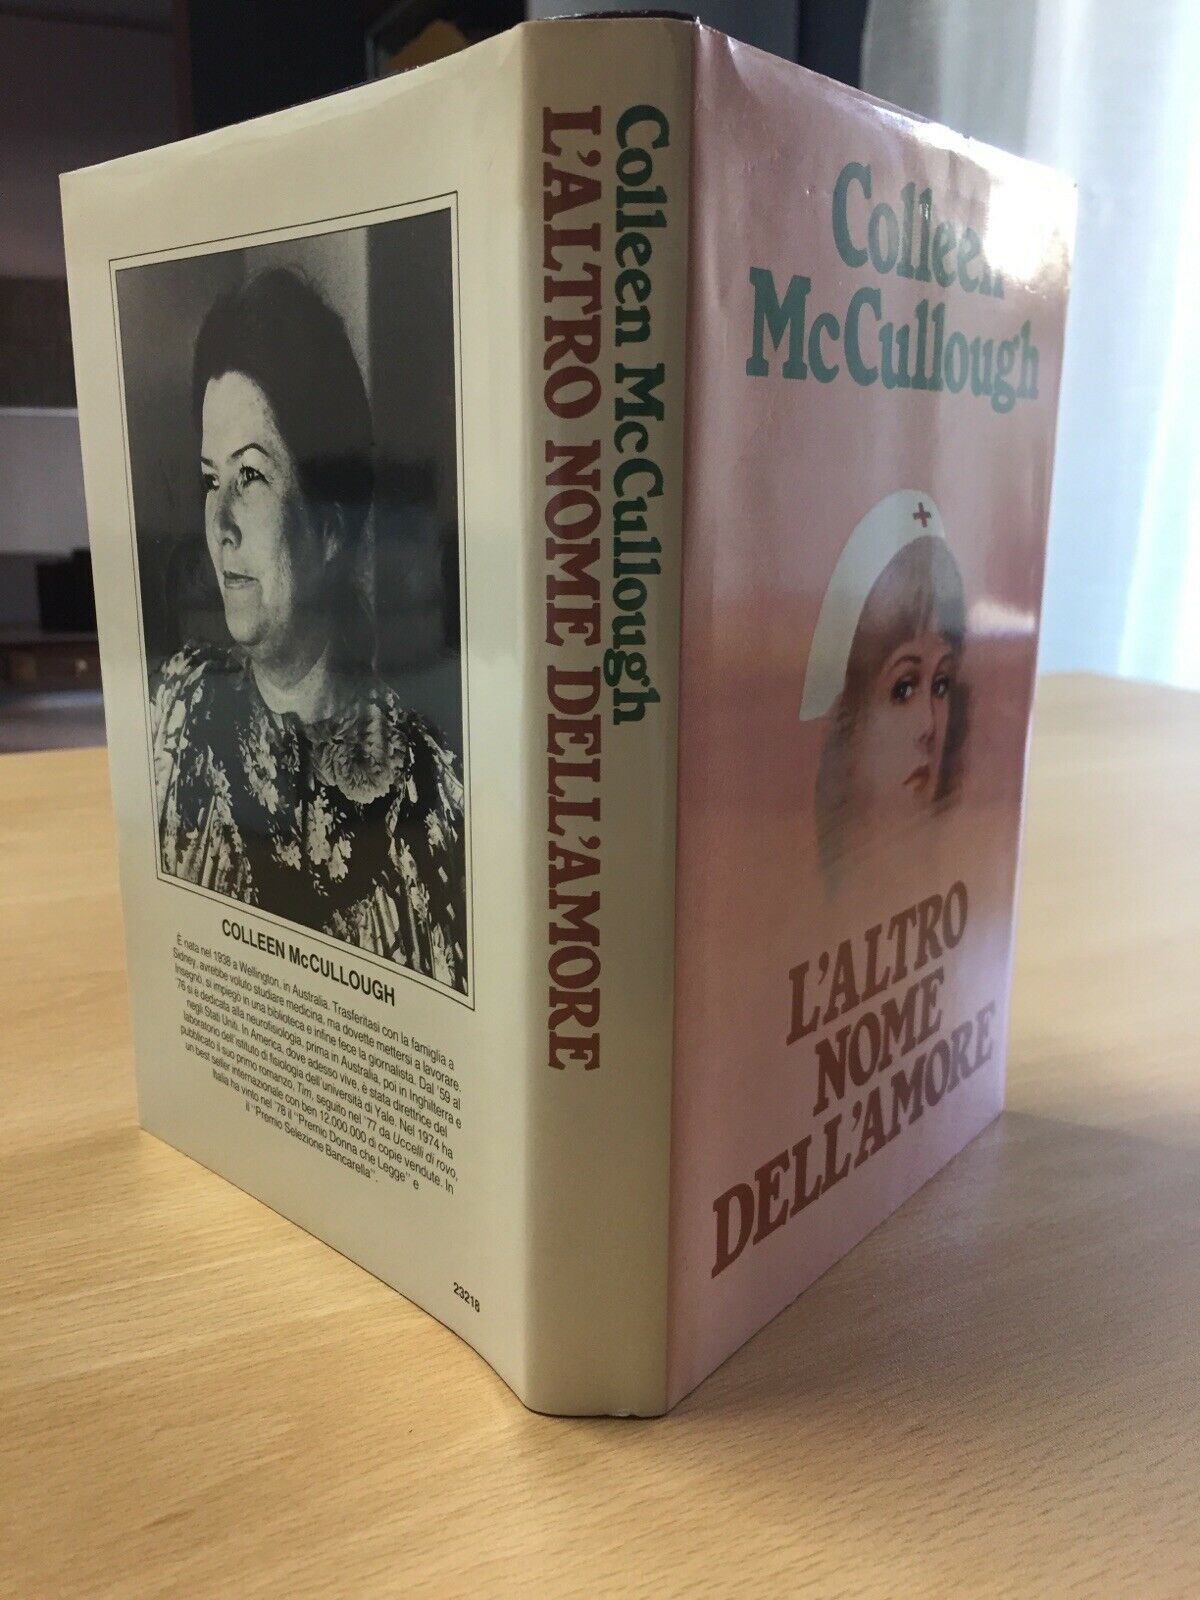 COLLEEN McCULLOUGH
È nata nel 1938 a Wellington, in Australia. Trasferitasi con la famiglia a
Sidney, avrebbe voluto studiare medicina, ma dovette mettersi a lavorare.
Insegnò, si impiegò in una biblioteca e infine fece la giornalista. Dal '59 al
'76 si è dedicata alla neurofisiologia, prima in Australia, poi in Inghilterra e
negli Stati Uniti. In America, dove adesso vive, è stata direttrice del
laboratorio dell'istituto di fisiologia dell'università di Yale. Nel 1974 ha
pubblicato il suo primo romanzo, Tim, seguito nel '77 da Uccelli di rovo,
un best seller internazionale con ben 12.000.000 di copie vendute. In
Italia ha vinto nel '78 il "Premio Donna che Legge" e
il "Premio Selezione Bancarella".
23218
Colleen McCullough
L'ALTRO NOME DELL'AMORE
Colleen
McCullough
L'ALTRO
NOME
DELL'AMORE